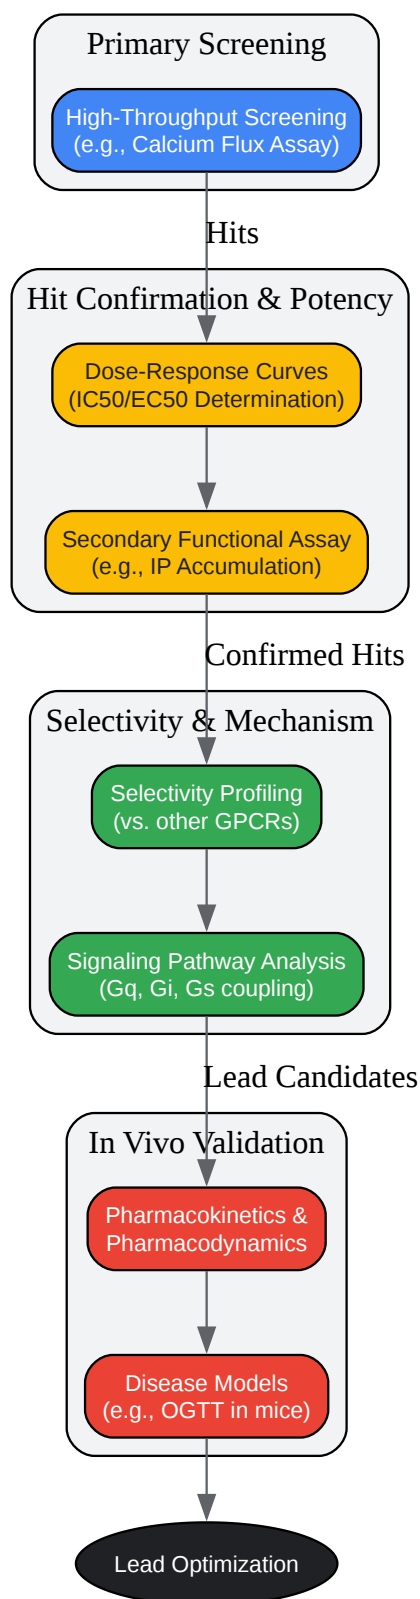 Primary Screening
High-Throughput Screening
(e.g., Calcium Flux Assay)
Hits
Hit Confirmation & Potency
Dose-Response Curves
(IC50/EC50 Determination)
Secondary Functional Assay
(e.g., IP Accumulation)
Confirmed Hits
Selectivity & Mechanism
Selectivity Profiling
(vs. other GPCRs)
Signaling Pathway Analysis
(Gq, Gi, Gs coupling)
Lead Candidates
In Vivo Validation
Pharmacokinetics &
Pharmacodynamics
Disease Models
(e.g., OGTT in mice)
Lead Optimization